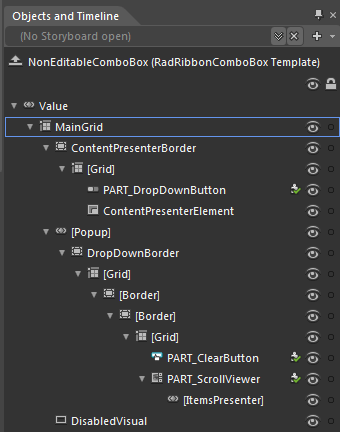 Objects and Timeline
(No Storyboard open)
NonEditableComboBox (RadRibbonComboBox Template)
Value
MainGrid
ContentPresenterBorder
[Grid]
PART_DropDownButton
ContentPresenterElement
[Popup]
DropDownBorder
[Grid]
[Border]
[Border]
[Grid]
PART_ClearButton
PART_ScrollViewer
[ItemsPresenter]
DisabledVisual